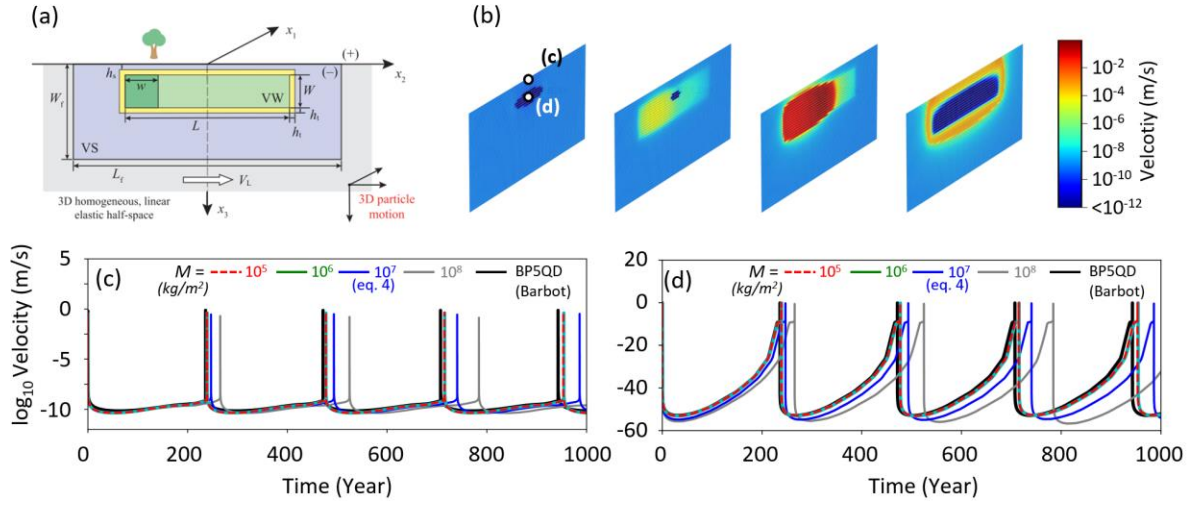 (a)
x₁
(+)
x₂
hₛ
w
(−)
W_f
VW
W
hₜ
L
hₜ
VS
L_f
V_L
3D homogeneous, linear
elastic half-space
x₃
3D particle
motion
(b)
(c)
(d)
10⁻²
10⁻⁴
10⁻⁶
10⁻⁸
10⁻¹⁰
<10⁻¹²
Velcotiy (m/s)
(c)
M =
(kg/m²)
10⁵
10⁶
10⁷
(eq. 4)
10⁸
BP5QD
(Barbot)
log₁₀ Velocity (m/s)
5
0
-5
-10
0
200
400
600
800
1000
Time (Year)
(d)
M =
(kg/m²)
10⁵
10⁶
10⁷
(eq. 4)
10⁸
BP5QD
(Barbot)
20
0
-20
-40
-60
0
200
400
600
800
1000
Time (Year)